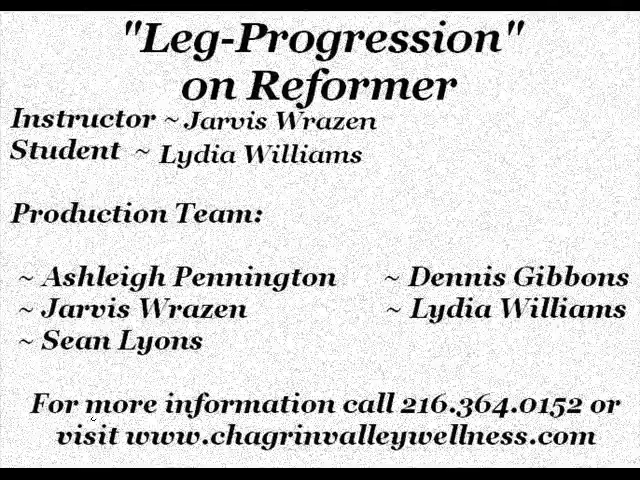 "Leg-Progression"
on Reformer
Instructor ~ Jarvis Wrazen
Student ~ Lydia Williams
Production Team:
~ Ashleigh Pennington ~ Dennis Gibbons
~ Jarvis Wrazen ~ Lydia Williams
~ Sean Lyons
For more information call 216.364.0152 or
visit www.chagrinvalleywellness.com